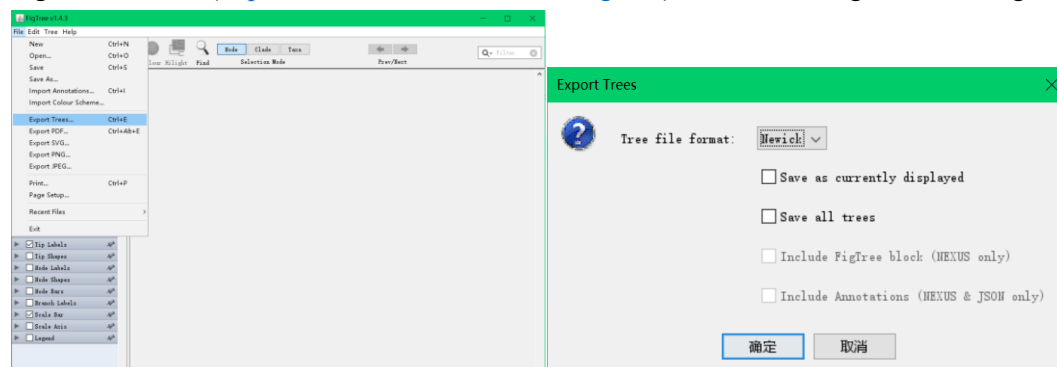 FigTree v1.4.3
File Edit Tree Help
New Ctrl+N
Open... Ctrl+O
Save Ctrl+S
Save As...
Import Annotations... Ctrl+I
Import Colour Scheme...
Export Trees... Ctrl+E
Export PDF... Ctrl+Alt+E
Export SVG...
Export PNG...
Export JPEG...
Print... Ctrl+P
Page Setup...
Recent Files
Exit
Hilight Find Selection Mode Prev/Next
Node Clade Taxa
filter
Tip Labels
Tip Shapes
Node Labels
Node Shapes
Node Bars
Branch Labels
Scale Bar
Scale Axis
Legend
Export Trees
Tree file format: Newick
Save as currently displayed
Save all trees
Include FigTree block (NEXUS only)
Include Annotations (NEXUS & JSON only)
确定 取消